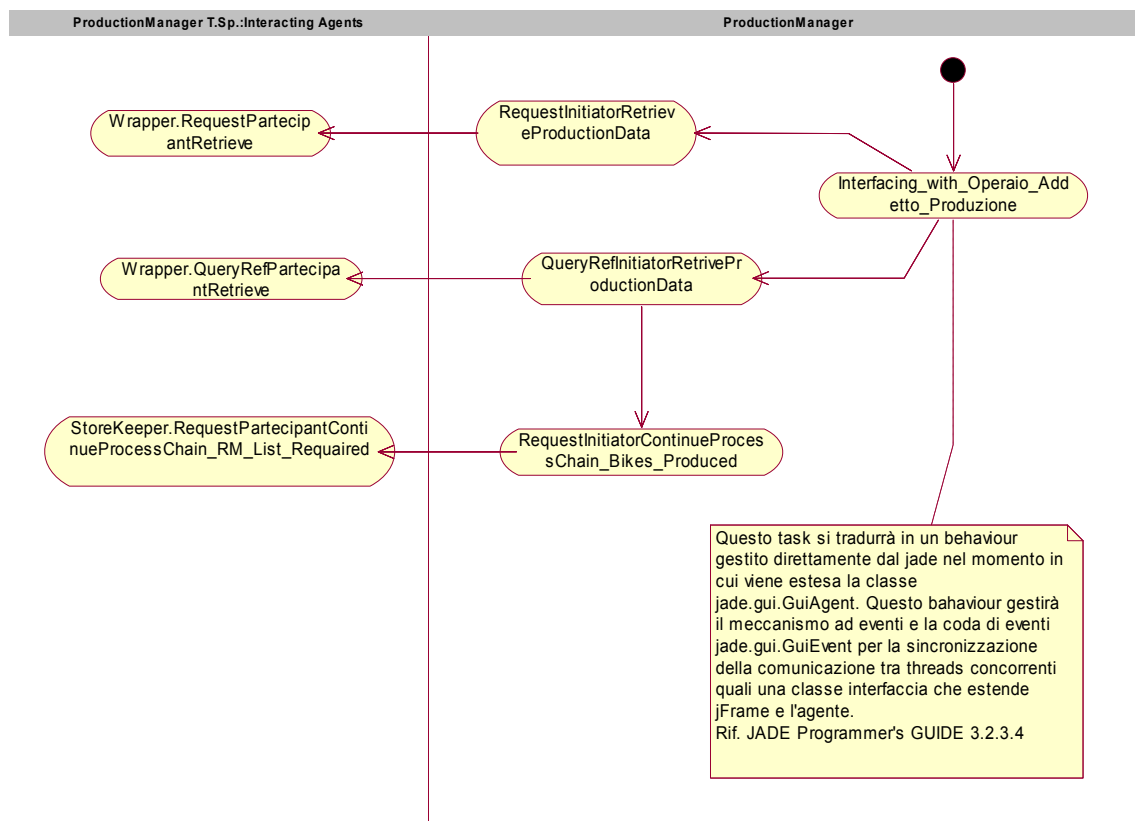 ProductionManager T.Sp.:Interacting Agents
ProductionManager
Wrapper.RequestPartecip
antRetrieve
RequestInitiatorRetriev
eProductionData
Interfacing_with_Operaio_Add
etto_Produzione
Wrapper.QueryRefPartecipa
ntRetrieve
QueryRefInitiatorRetrivePr
oductionData
StoreKeeper.RequestPartecipantConti
nueProcessChain_RM_List_Requaired
RequestInitiatorContinueProces
sChain_Bikes_Produced
Questo task si tradurrà in un behaviour
gestito direttamente dal jade nel momento in
cui viene estesa la classe
jade.gui.GuiAgent. Questo bahaviour gestirà
il meccanismo ad eventi e la coda di eventi
jade.gui.GuiEvent per la sincronizzazione
della comunicazione tra threads concorrenti
quali una classe interfaccia che estende
jFrame e l'agente.
Rif. JADE Programmer's GUIDE 3.2.3.4